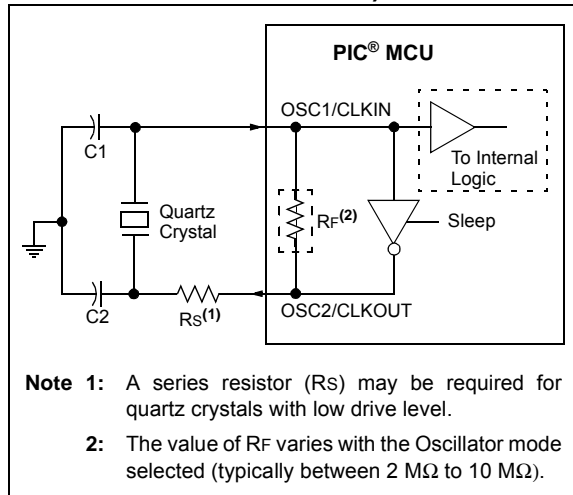 PIC® MCU
OSC1/CLKIN
C1
To Internal
Logic
Quartz
Crystal
RF(2)
Sleep
C2
RS(1)
OSC2/CLKOUT
Note 1: A series resistor (RS) may be required for
quartz crystals with low drive level.
2: The value of RF varies with the Oscillator mode
selected (typically between 2 MΩ to 10 MΩ).